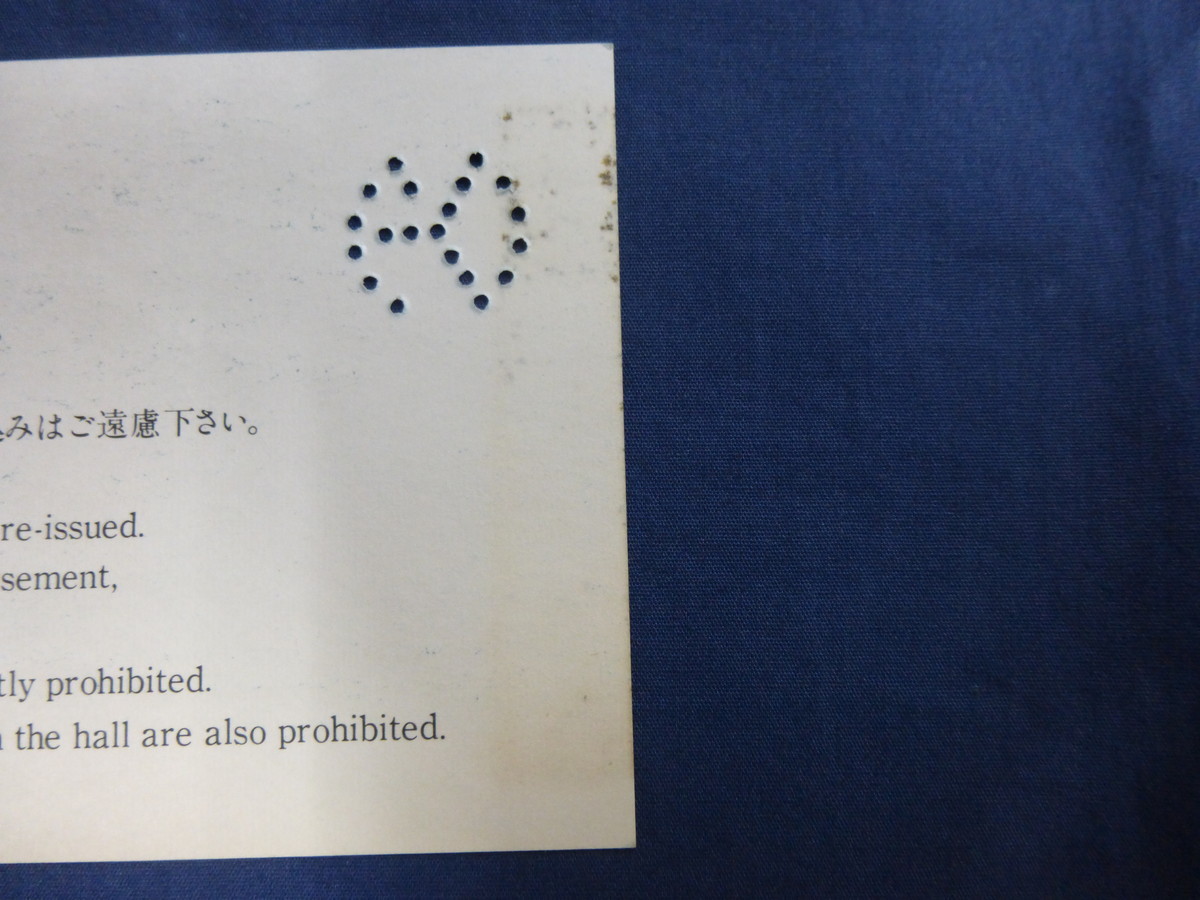 みはご遠慮下さい。
re-issued.
sement,
tly prohibited.
the hall are also prohibited.